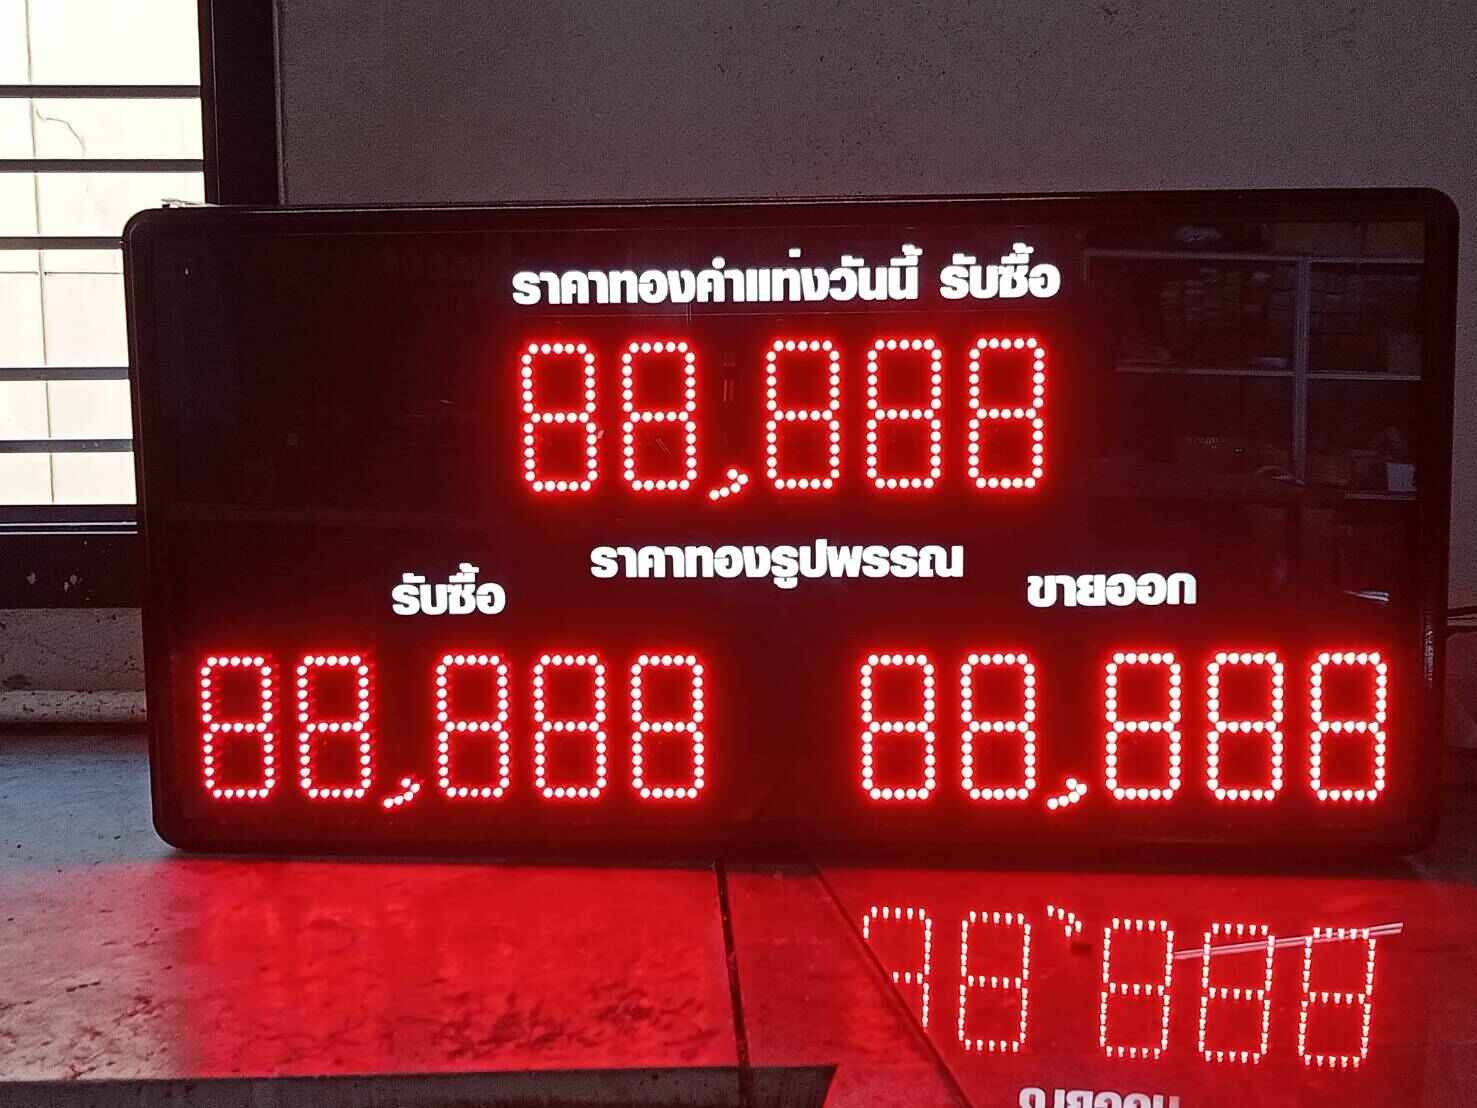 ราคาทองคำแท่งวันนี้ รับซื้อ
88,888
ราคาทองรูปพรรณ
รับซื้อ
ขายออก
88,888
88,888